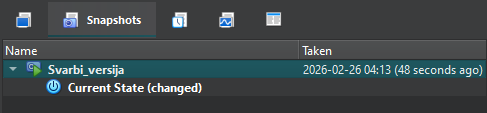 Snapshots
Name Taken
Svarbi_versija 2026-02-26 04:13 (48 seconds ago)
Current State (changed)